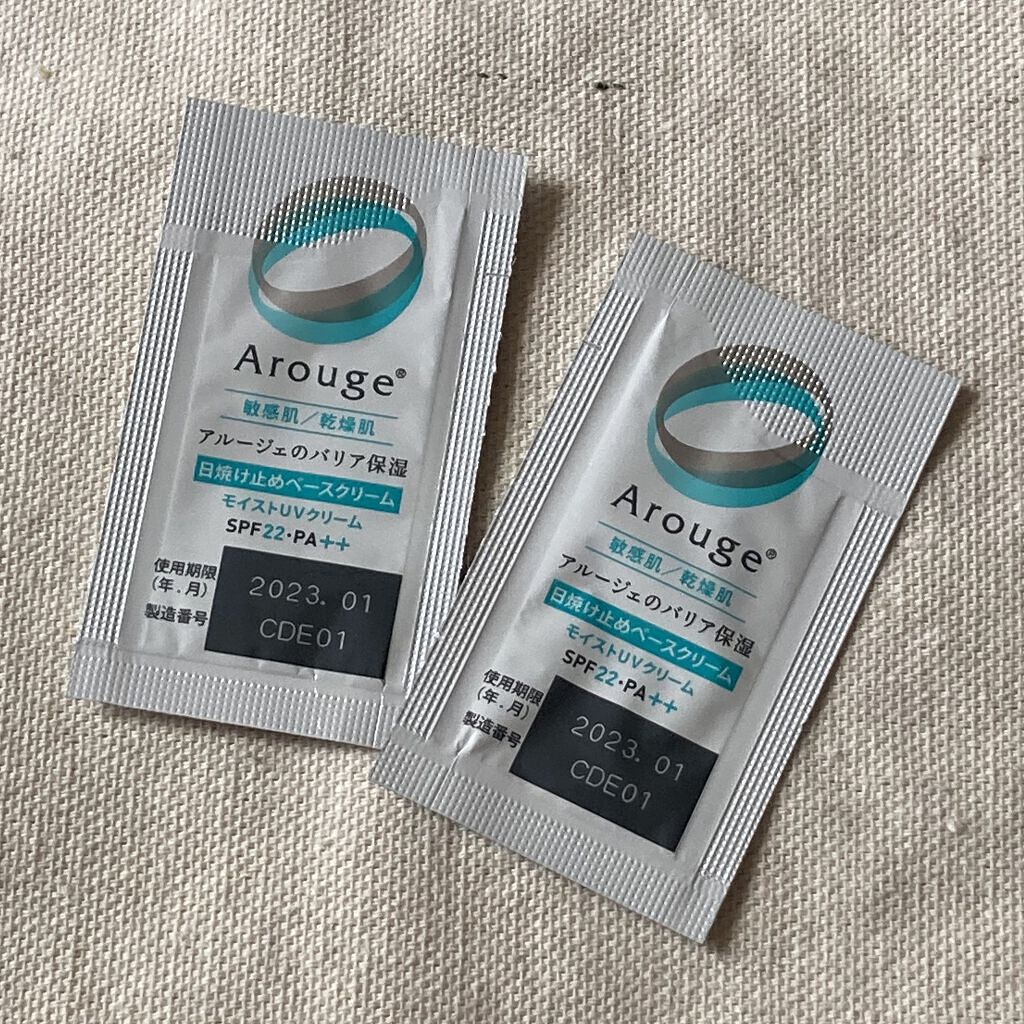 Arouge®
敏感肌/乾燥肌
アルージェのバリア保湿
日焼け止めベースクリーム
モイストUVクリーム
SPF22・PA++
使用期限
(年.月)
2023. 01
製造番号
CDE01
Arouge®
敏感肌/乾燥肌
アルージェのバリア保湿
日焼け止めベースクリーム
モイストUVクリーム
SPF22・PA++
使用期限
(年.月)
2023. 01
製造番号
CDE01